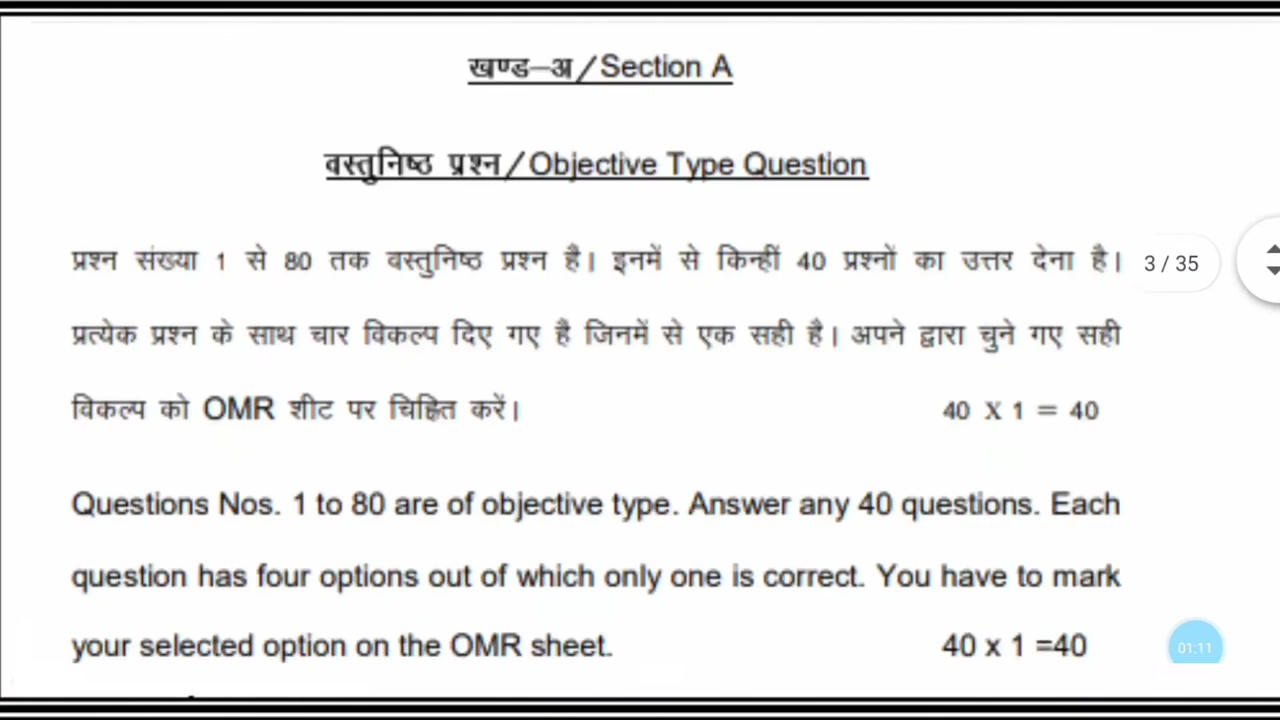 खण्ड–अ/Section A
वस्तुनिष्ठ प्रश्न/Objective Type Question
प्रश्न संख्या 1 से 80 तक वस्तुनिष्ठ प्रश्न है। इनमें से किन्हीं 40 प्रश्नों का उत्तर देना है।
3 / 35
प्रत्येक प्रश्न के साथ चार विकल्प दिए गए है जिनमें से एक सही है। अपने द्वारा चुने गए सही
विकल्प को OMR शीट पर चिह्नित करें।
40 X 1 = 40
Questions Nos. 1 to 80 are of objective type. Answer any 40 questions. Each
question has four options out of which only one is correct. You have to mark
your selected option on the OMR sheet.
40 x 1 =40
01:11